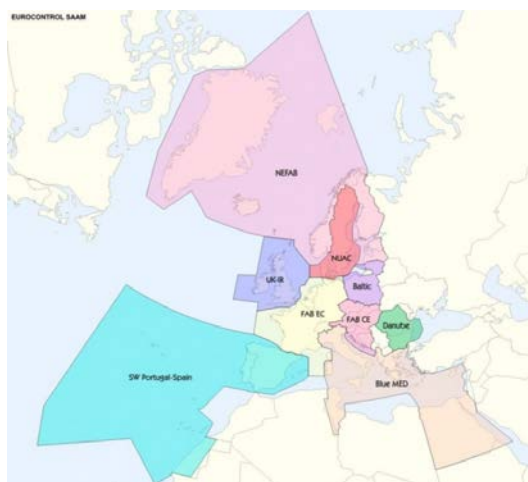 EUROCONTROL SAAM
NEFAB
NUAC
UK-IR
Baltic
FAB EC
FAB CE
Danube
SW Portugal-Spain
Blue MED